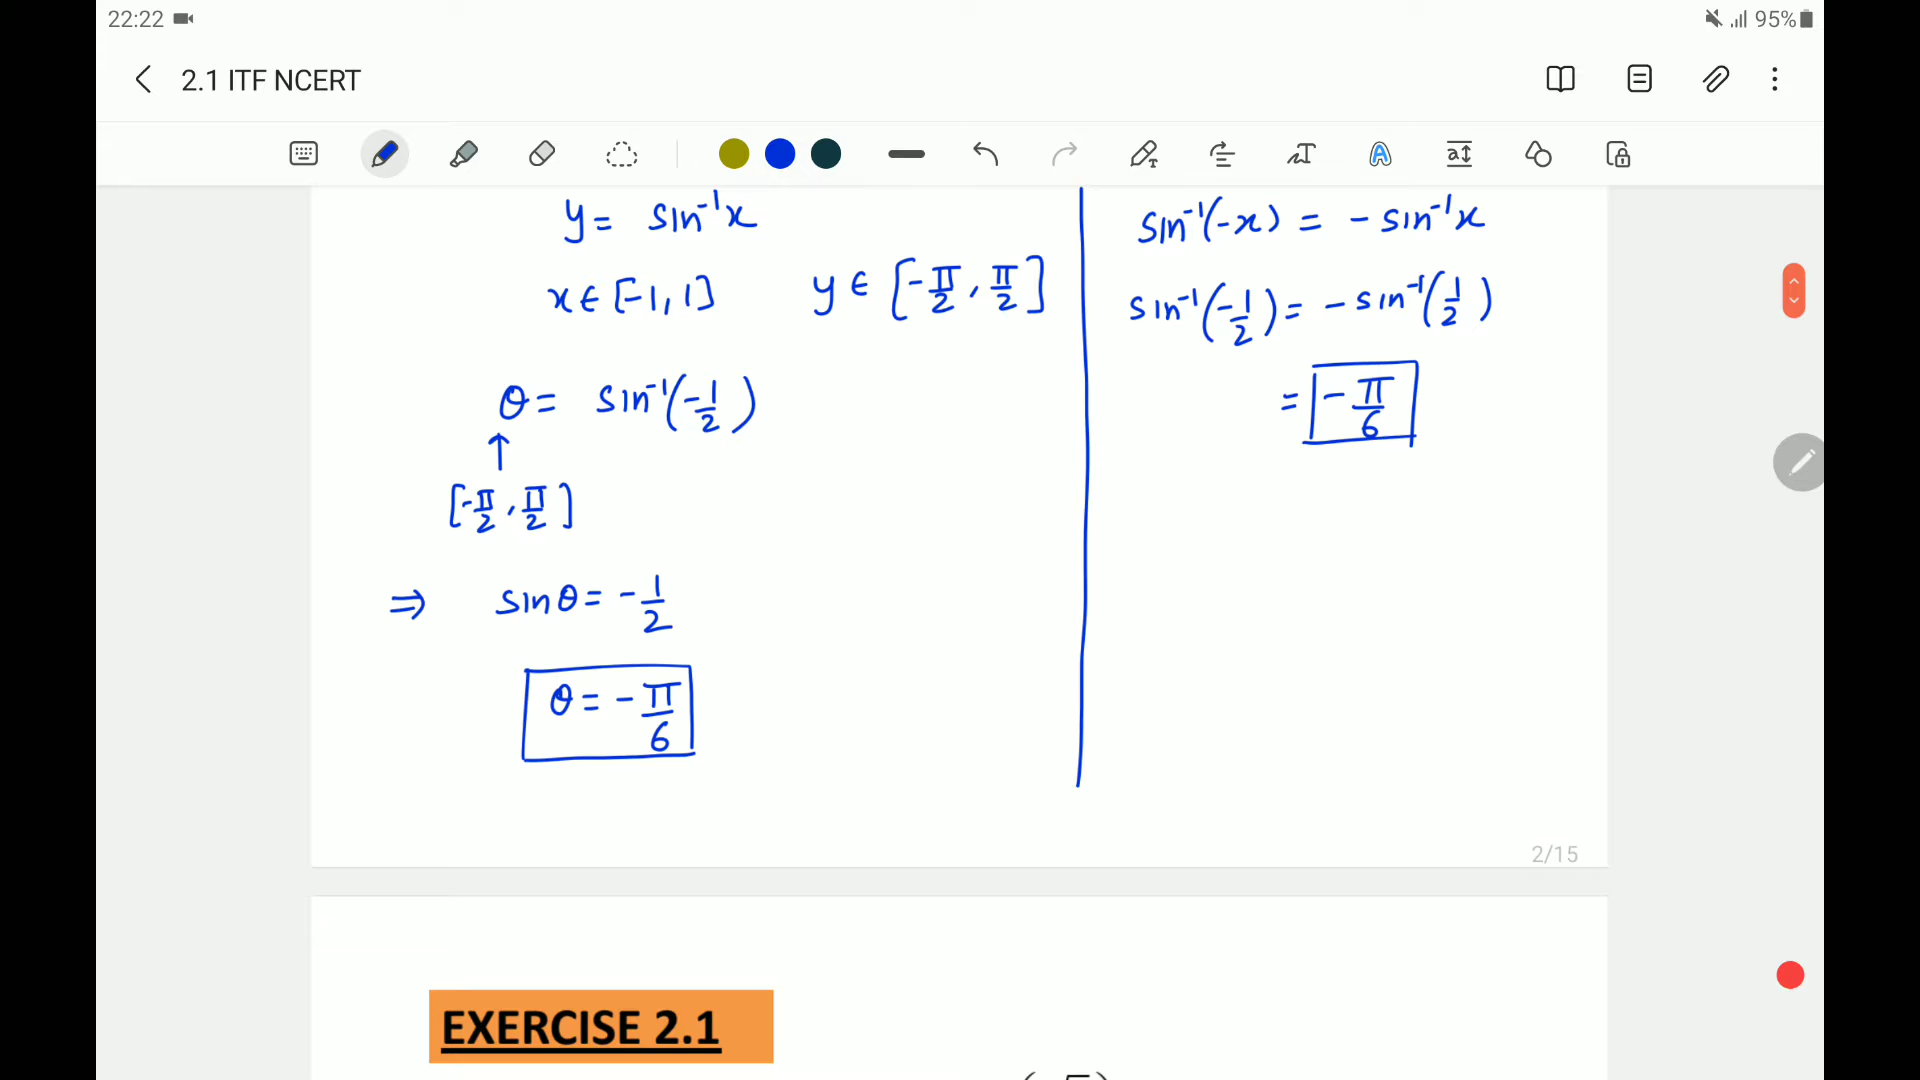 22:22
95%
2.1 ITF NCERT
y = sin⁻¹x
x ∈ [-1, 1] y ∈ [-π/2, π/2]
θ = sin⁻¹(-1/2)
↑
[-π/2, π/2]
⇒ sinθ = -1/2
θ = -π/6
sin⁻¹(-x) = - sin⁻¹x
sin⁻¹(-1/2) = - sin⁻¹(1/2)
= -π/6
2/15
EXERCISE 2.1